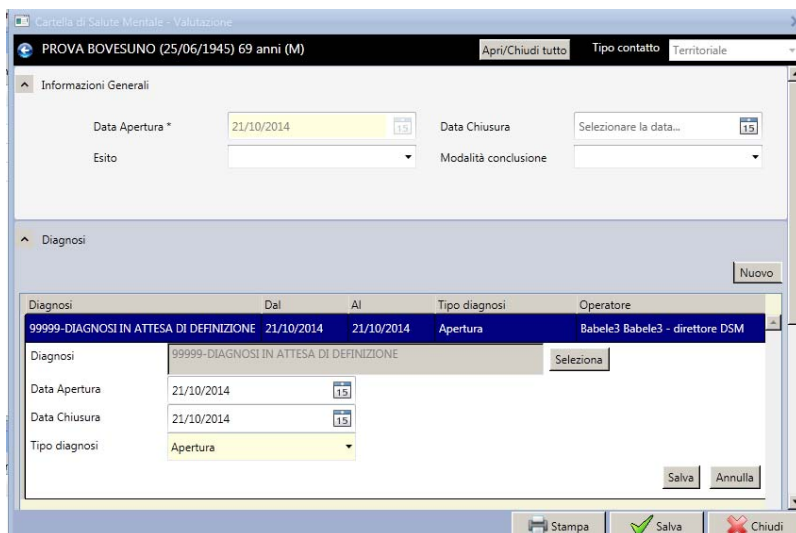 Cartella di Salute Mentale - Valutazione
PROVA BOVESUNO (25/06/1945) 69 anni (M) Apri/Chiudi tutto Tipo contatto Territoriale
Informazioni Generali
Data Apertura * 21/10/2014 15 Data Chiusura Selezionare la data... 15
Esito Modalità conclusione
Diagnosi
Nuovo
Diagnosi Dal Al Tipo diagnosi Operatore
99999-DIAGNOSI IN ATTESA DI DEFINIZIONE 21/10/2014 21/10/2014 Apertura Babele3 Babele3 - direttore DSM
Diagnosi 99999-DIAGNOSI IN ATTESA DI DEFINIZIONE Seleziona
Data Apertura 21/10/2014 15
Data Chiusura 21/10/2014 15
Tipo diagnosi Apertura
Salva Annulla
Stampa Salva Chiudi